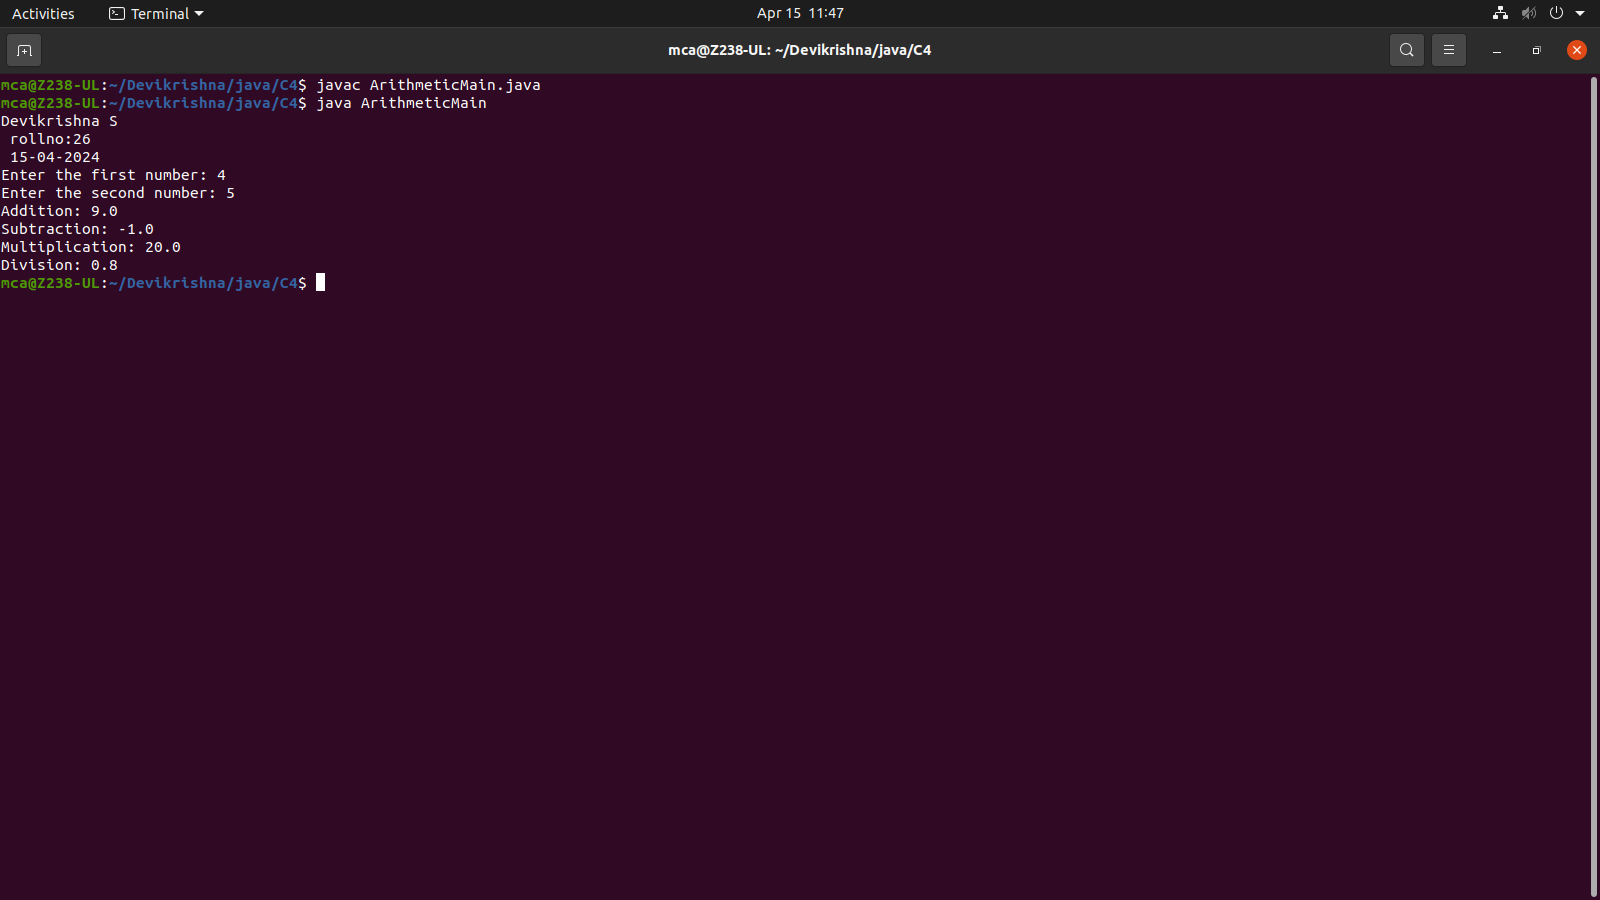 Activities Terminal Apr 15 11:47
mca@Z238-UL: ~/Devikrishna/java/C4
mca@Z238-UL:~/Devikrishna/java/C4$ javac ArithmeticMain.java
mca@Z238-UL:~/Devikrishna/java/C4$ java ArithmeticMain
Devikrishna S
 rollno:26
 15-04-2024
Enter the first number: 4
Enter the second number: 5
Addition: 9.0
Subtraction: -1.0
Multiplication: 20.0
Division: 0.8
mca@Z238-UL:~/Devikrishna/java/C4$